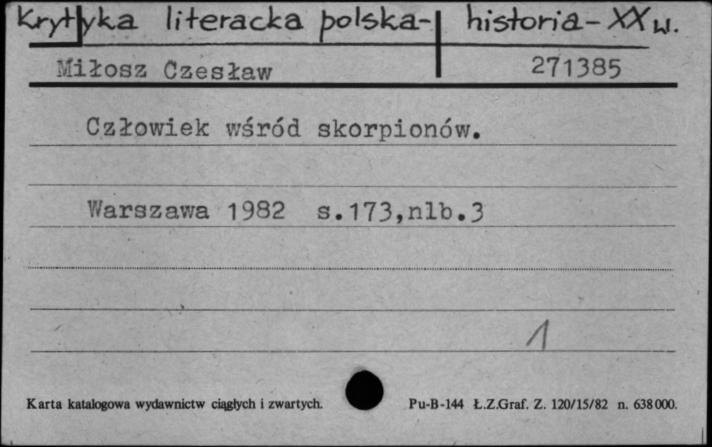 Krytyka literacka polska- historia - XX w.
Miłosz Czesław 271385
Człowiek wśród skorpionów.
Warszawa 1982 s.173,nlb.3
1
Karta katalogowa wydawnictw ciągłych i zwartych. Pu-B-144 Ł.Z.Graf. Z. 120/15/82 n. 638000.